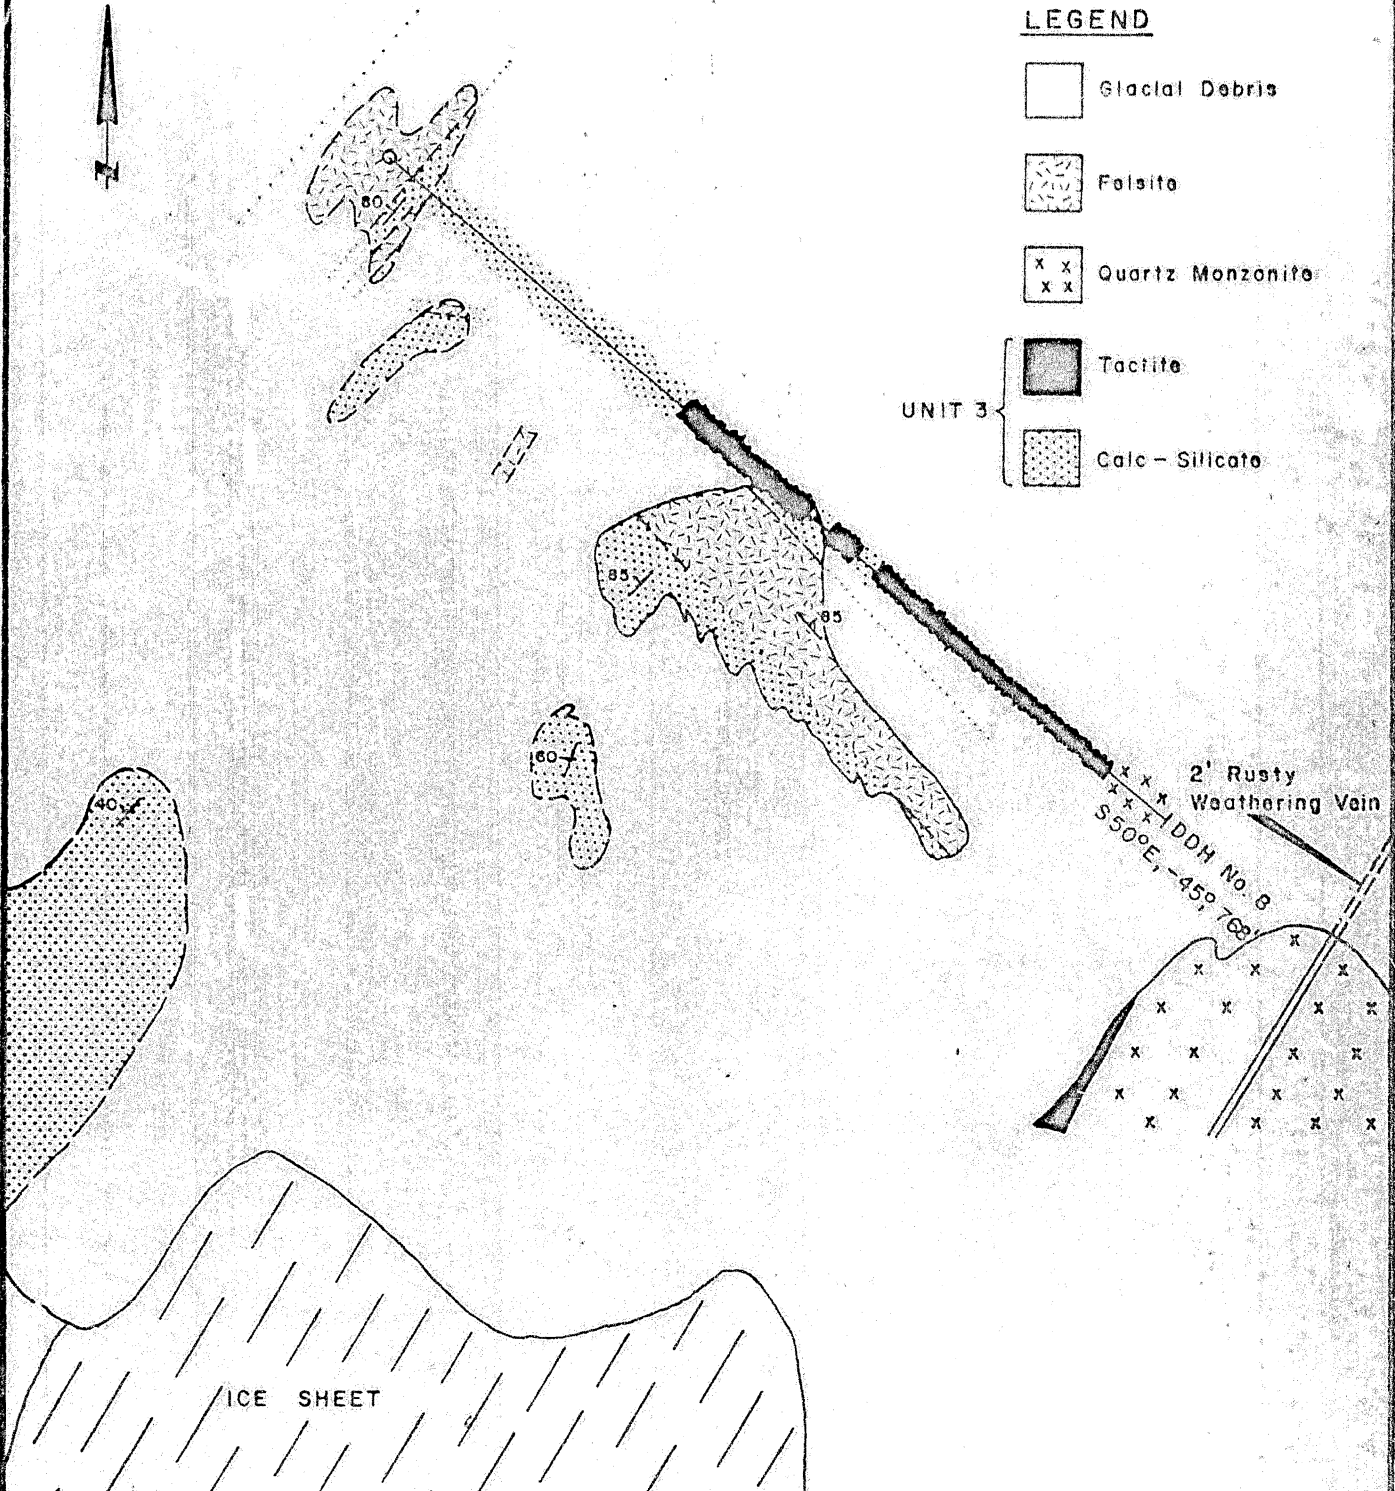 LEGEND
N
Glacial Debris
Felsite
Quartz Monzonite
Tactite
UNIT 3
Calc - Silicate
80
85
85
60
40
2' Rusty
Weathering Vein
DDH No. 8
S50°E, -45°, 768'
ICE SHEET